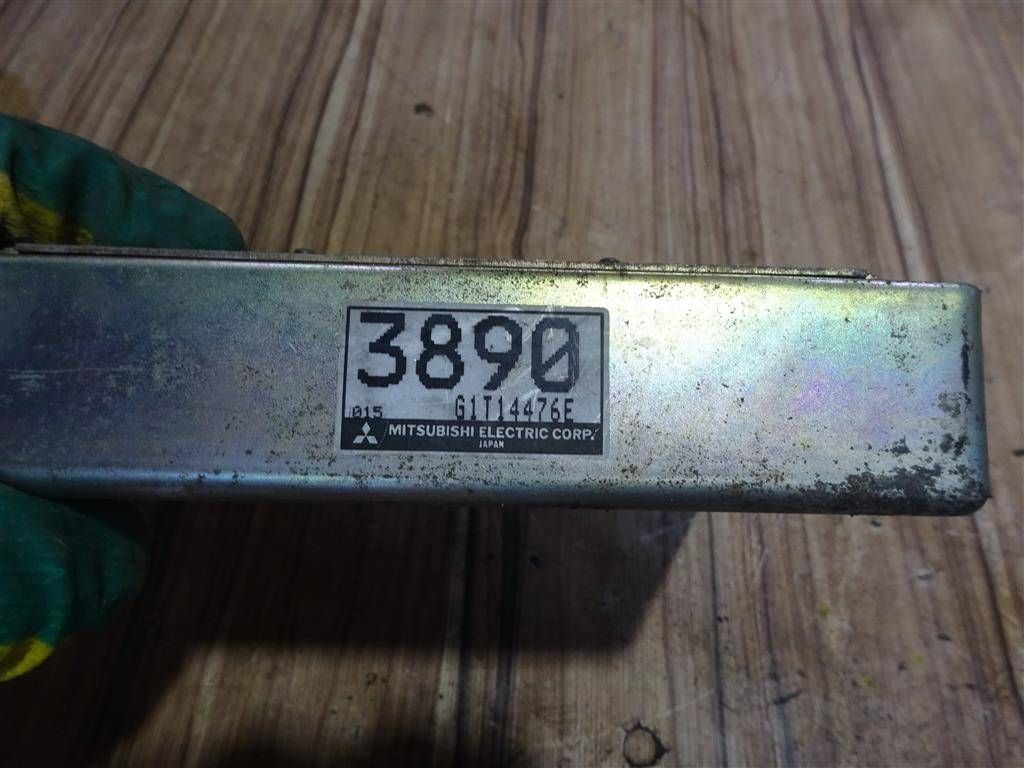 3890
015 G1T14476E
MITSUBISHI ELECTRIC CORP.
JAPAN